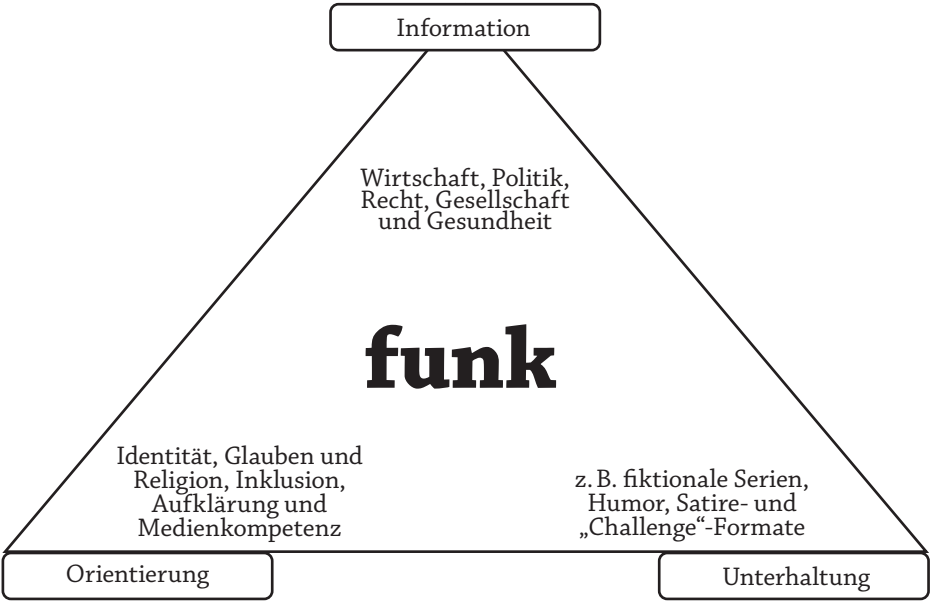 Information
Wirtschaft, Politik,
Recht, Gesellschaft
und Gesundheit
funk
Identität, Glauben und
Religion, Inklusion,
Aufklärung und
Medienkompetenz
z. B. fiktionale Serien,
Humor, Satire- und
„Challenge“-Formate
Orientierung
Unterhaltung